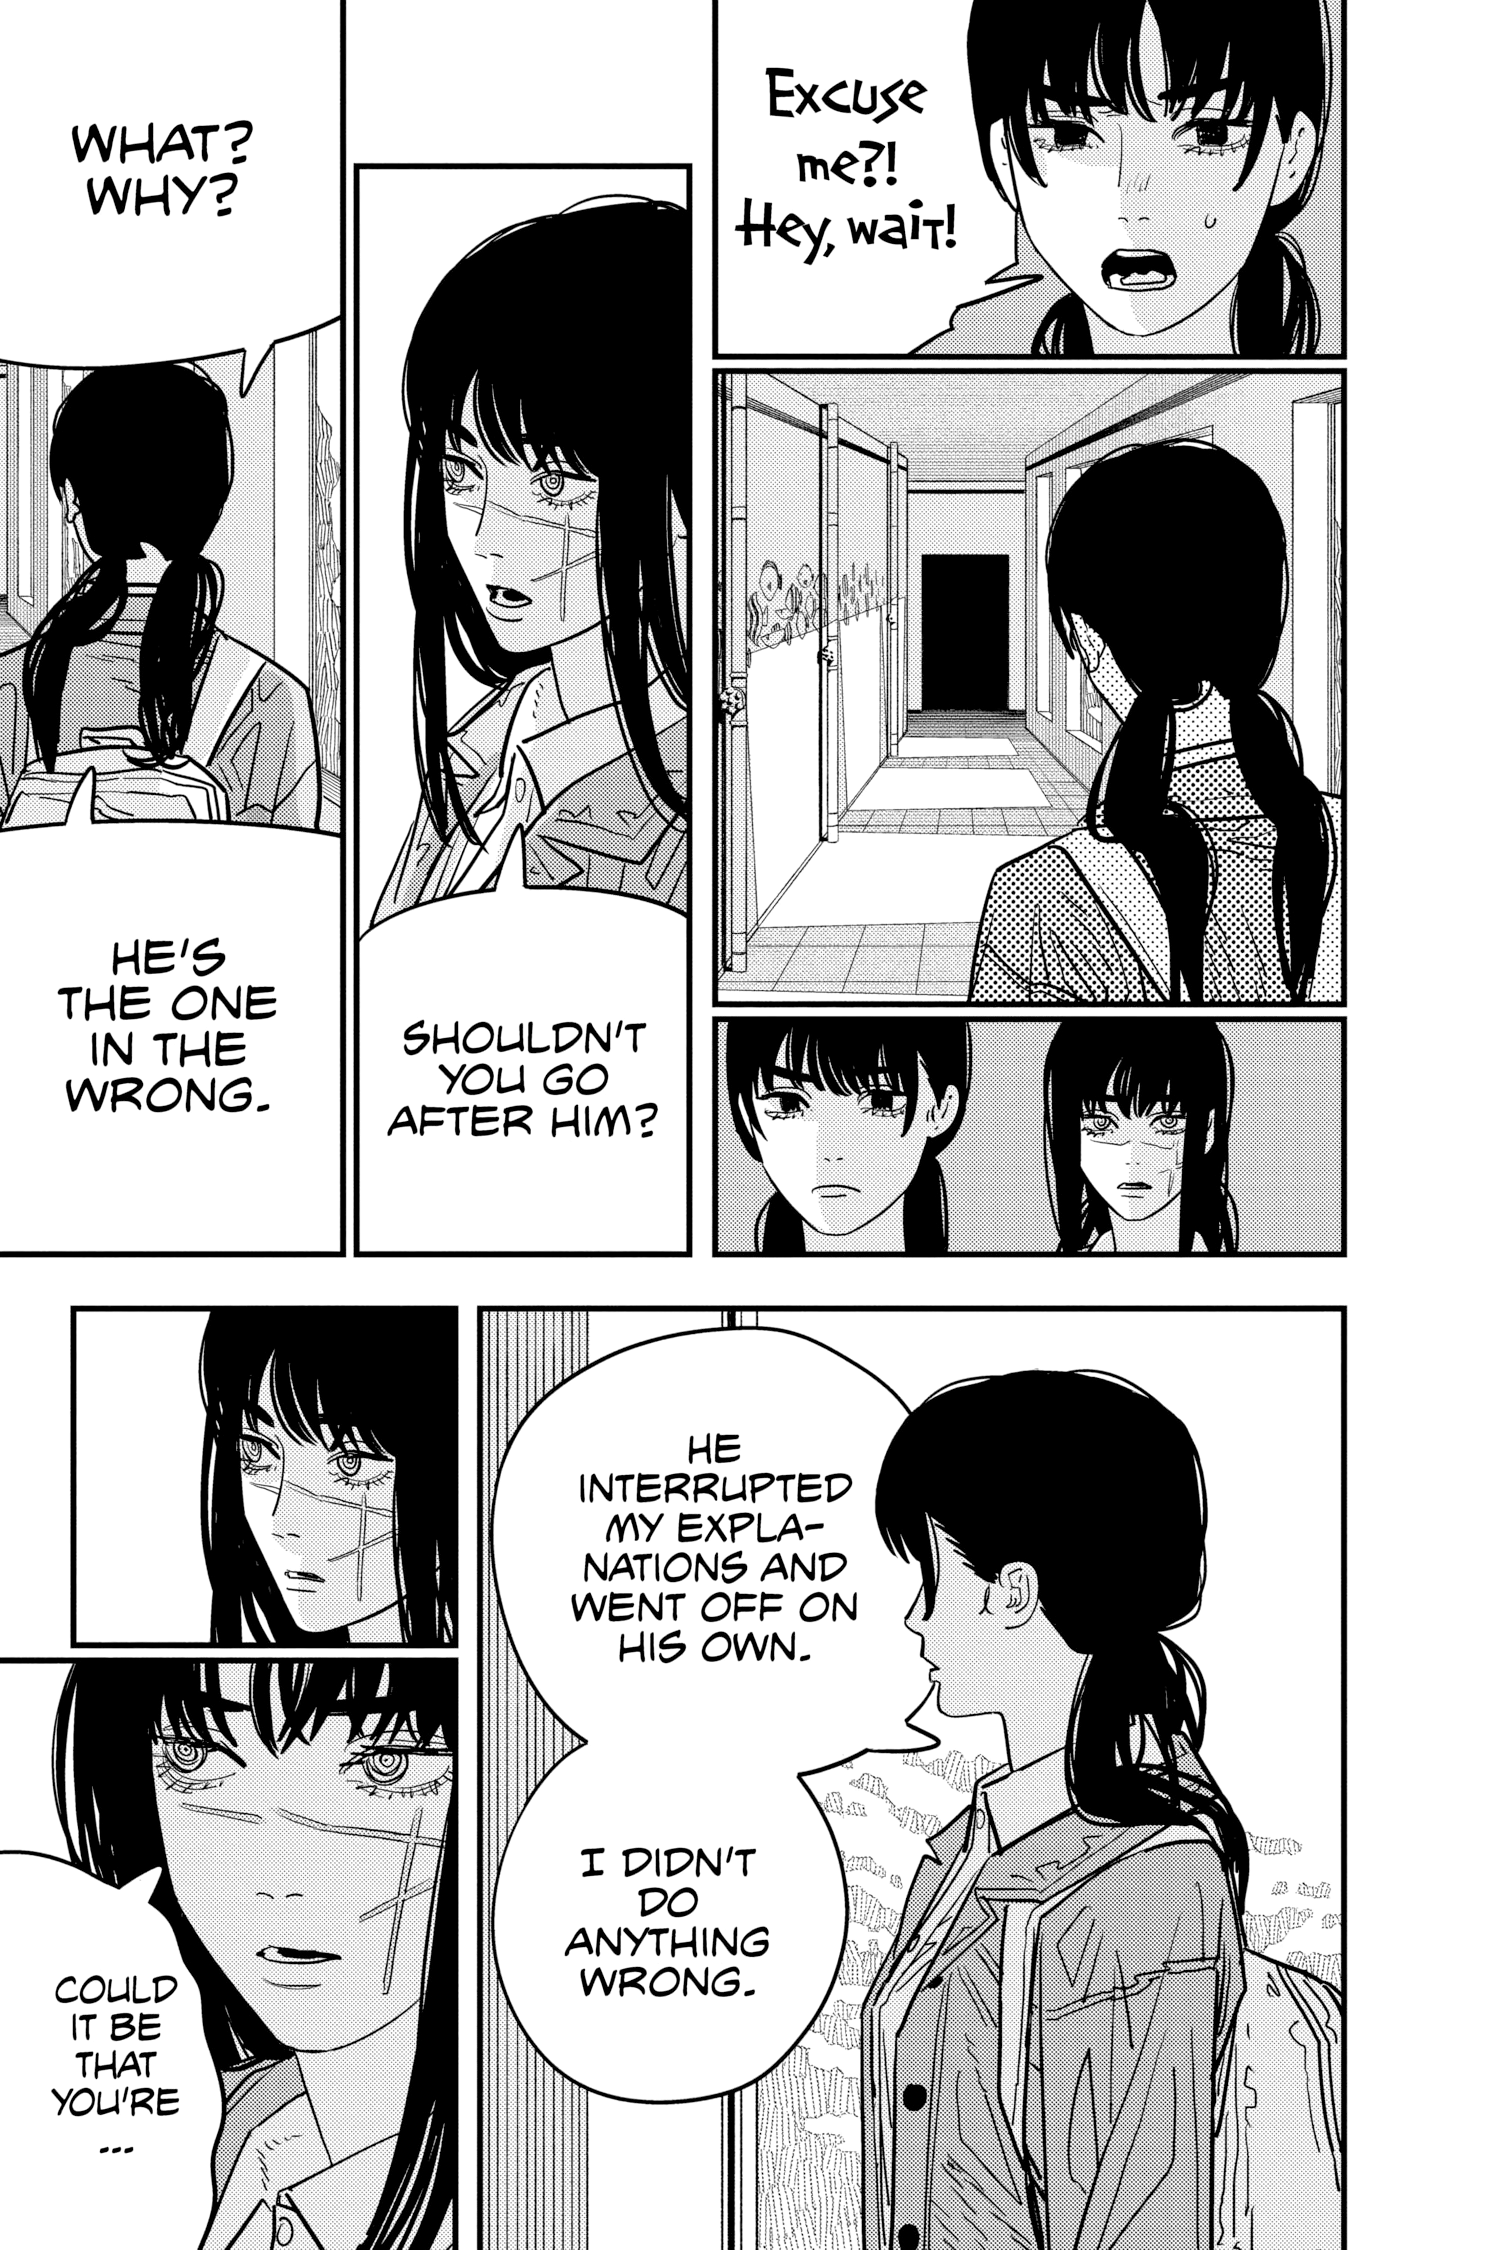 Excuse
me?!
Hey, wait!
SHOULDN'T
YOU GO
AFTER HIM?
WHAT?
WHY?
HE'S
THE ONE
IN THE
WRONG.
HE
INTERRUPTED
MY EXPLA-
NATIONS AND
WENT OFF ON
HIS OWN.
I DIDN'T
DO
ANYTHING
WRONG.
COULD
IT BE
THAT
YOU'RE
...